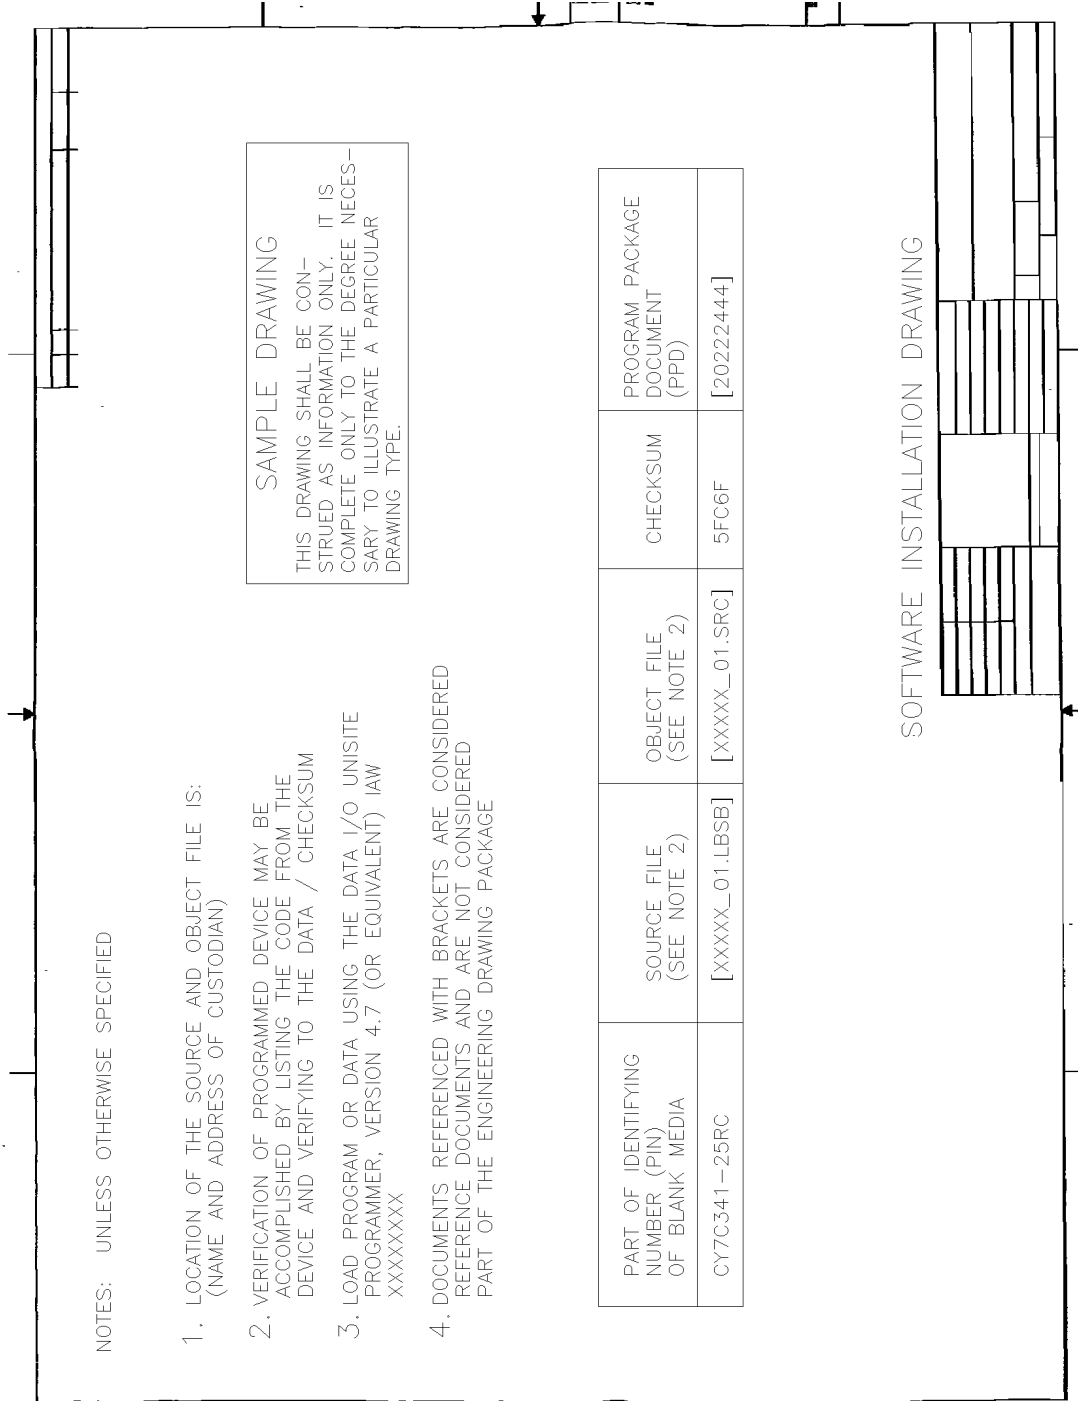 NOTES: UNLESS OTHERWISE SPECIFIED
1. LOCATION OF THE SOURCE AND OBJECT FILE IS:
(NAME AND ADDRESS OF CUSTODIAN)
2. VERIFICATION OF PROGRAMMED DEVICE MAY BE
ACCOMPLISHED BY LISTING THE CODE FROM THE
DEVICE AND VERIFYING TO THE DATA / CHECKSUM
3. LOAD PROGRAM OR DATA USING THE DATA I/O UNISITE
PROGRAMMER, VERSION 4.7 (OR EQUIVALENT) IAW
XXXXXXXX
4. DOCUMENTS REFERENCED WITH BRACKETS ARE CONSIDERED
REFERENCE DOCUMENTS AND ARE NOT CONSIDERED
PART OF THE ENGINEERING DRAWING PACKAGE
SAMPLE DRAWING
THIS DRAWING SHALL BE CON-
STRUED AS INFORMATION ONLY. IT IS
COMPLETE ONLY TO THE DEGREE NECES-
SARY TO ILLUSTRATE A PARTICULAR
DRAWING TYPE.
PART OF IDENTIFYING
NUMBER (PIN)
OF BLANK MEDIA
SOURCE FILE
(SEE NOTE 2)
OBJECT FILE
(SEE NOTE 2)
CHECKSUM
PROGRAM PACKAGE
DOCUMENT
(PPD)
CY7C341-25RC
[XXXXX_01.LBSB]
[XXXXX_01.SRC]
5FC6F
[20222444]
SOFTWARE INSTALLATION DRAWING